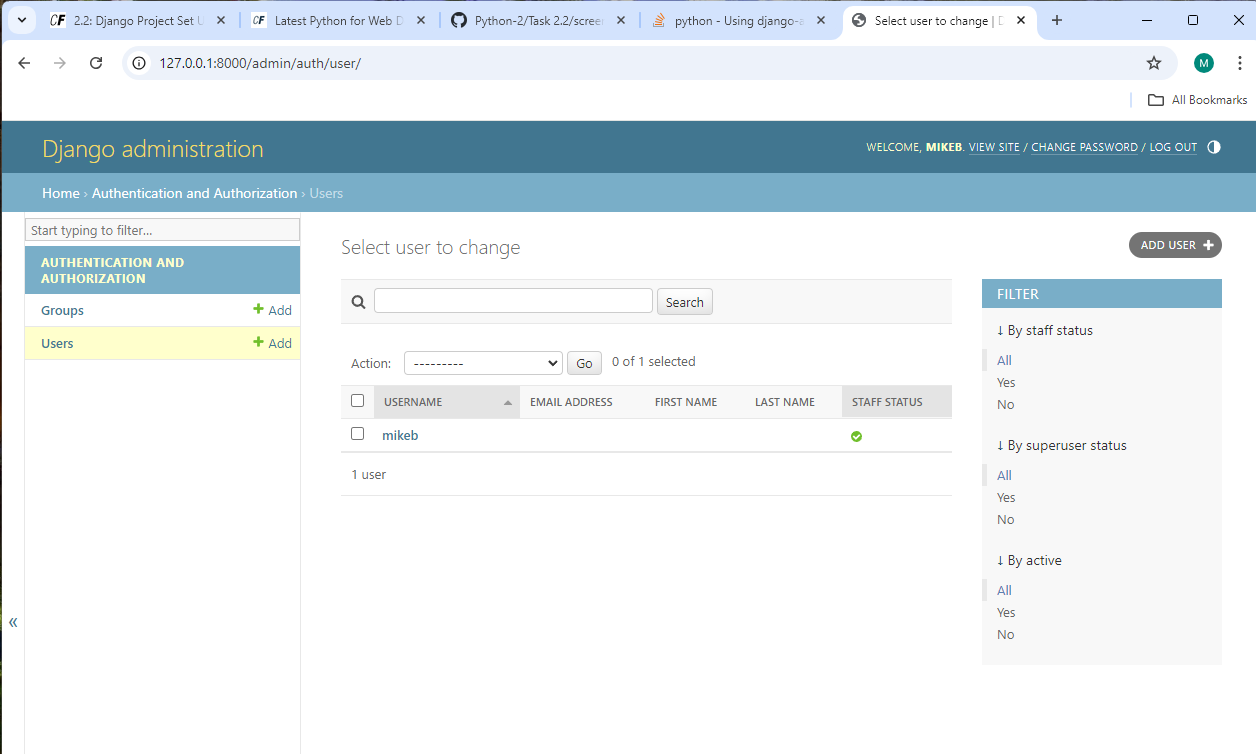 CF 2.2: Django Project Set U
CF Latest Python for Web D
Python-2/Task 2.2/scree
python - Using django-a
Select user to change | D
127.0.0.1:8000/admin/auth/user/
M
All Bookmarks
Django administration
WELCOME, MIKEB. VIEW SITE / CHANGE PASSWORD / LOG OUT
Home › Authentication and Authorization › Users
Start typing to filter...
AUTHENTICATION AND
AUTHORIZATION
Groups + Add
Users + Add
«
Select user to change
ADD USER +
Search
Action: --------- Go 0 of 1 selected
USERNAME EMAIL ADDRESS FIRST NAME LAST NAME STAFF STATUS
mikeb
1 user
FILTER
↓ By staff status
All
Yes
No
↓ By superuser status
All
Yes
No
↓ By active
All
Yes
No